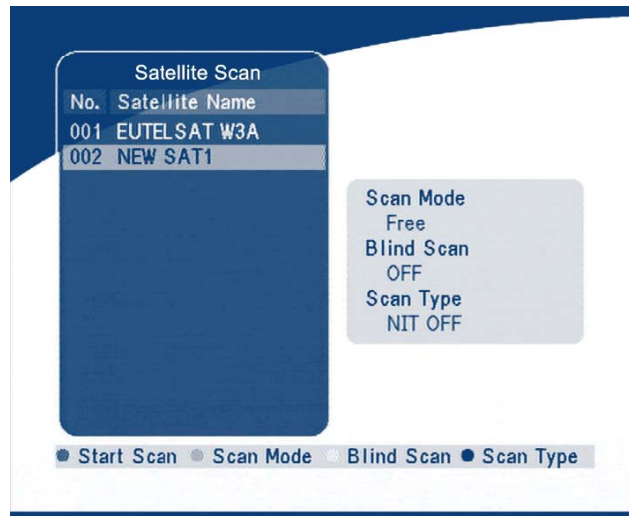 Satellite Scan
No. Satellite Name
001 EUTELSAT W3A
002 NEW SAT1
Scan Mode
Free
Blind Scan
OFF
Scan Type
NIT OFF
Start Scan Scan Mode Blind Scan Scan Type